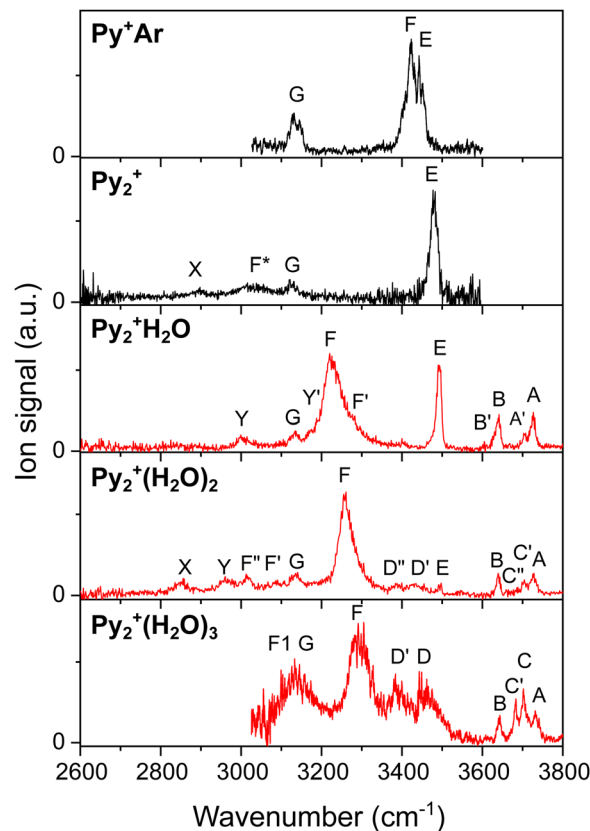 Py⁺Ar
F
E
G
0
Py₂⁺
E
X
F*
G
0
Py₂⁺H₂O
F
E
Y'
F'
Y
G
B
A
B'
A'
0
Py₂⁺(H₂O)₂
F
X
Y
F"
F'
G
D"
D'
E
B
C'
A
C"
0
Py₂⁺(H₂O)₃
F
F1
G
D'
D
C
C'
B
A
0
2600
2800
3000
3200
3400
3600
3800
Wavenumber (cm⁻¹)
Ion signal (a.u.)